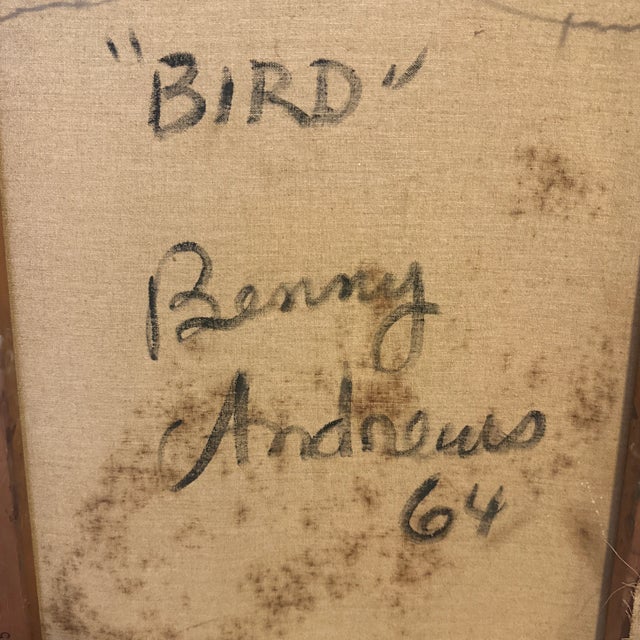 "BIRD"
Benny
Andrews
64